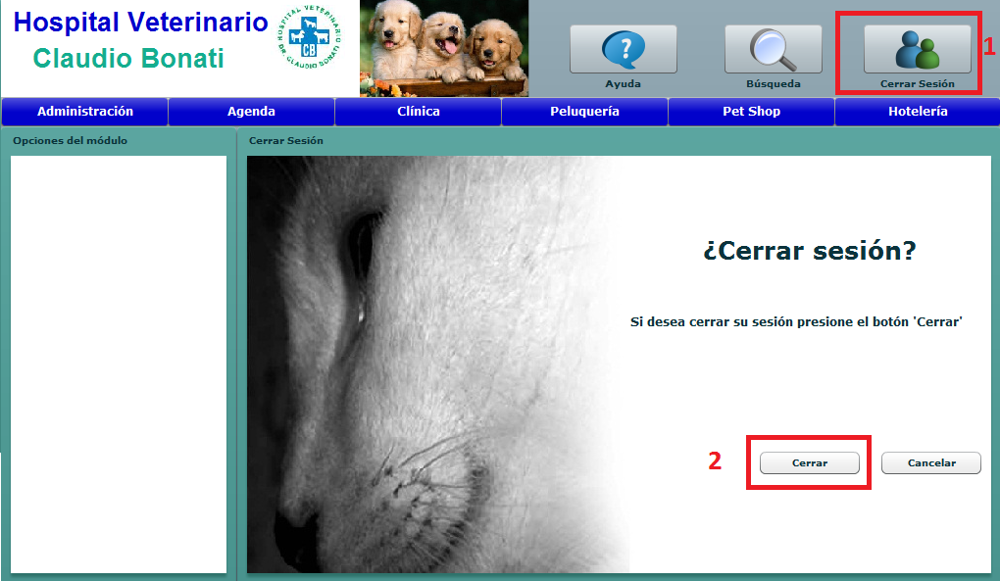 Hospital Veterinario
Claudio Bonati
HOSPITAL VETERINARIO
DR. CLAUDIO BONATI
CB
Ayuda
Búsqueda
Cerrar Sesión
1
Administración
Agenda
Clínica
Peluquería
Pet Shop
Hotelería
Opciones del módulo
Cerrar Sesión
¿Cerrar sesión?
Si desea cerrar su sesión presione el botón 'Cerrar'
2
Cerrar
Cancelar